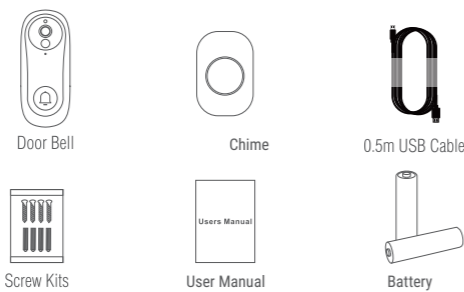 Door Bell
Chime
0.5m USB Cable
Users Manual
Screw Kits
User Manual
Battery